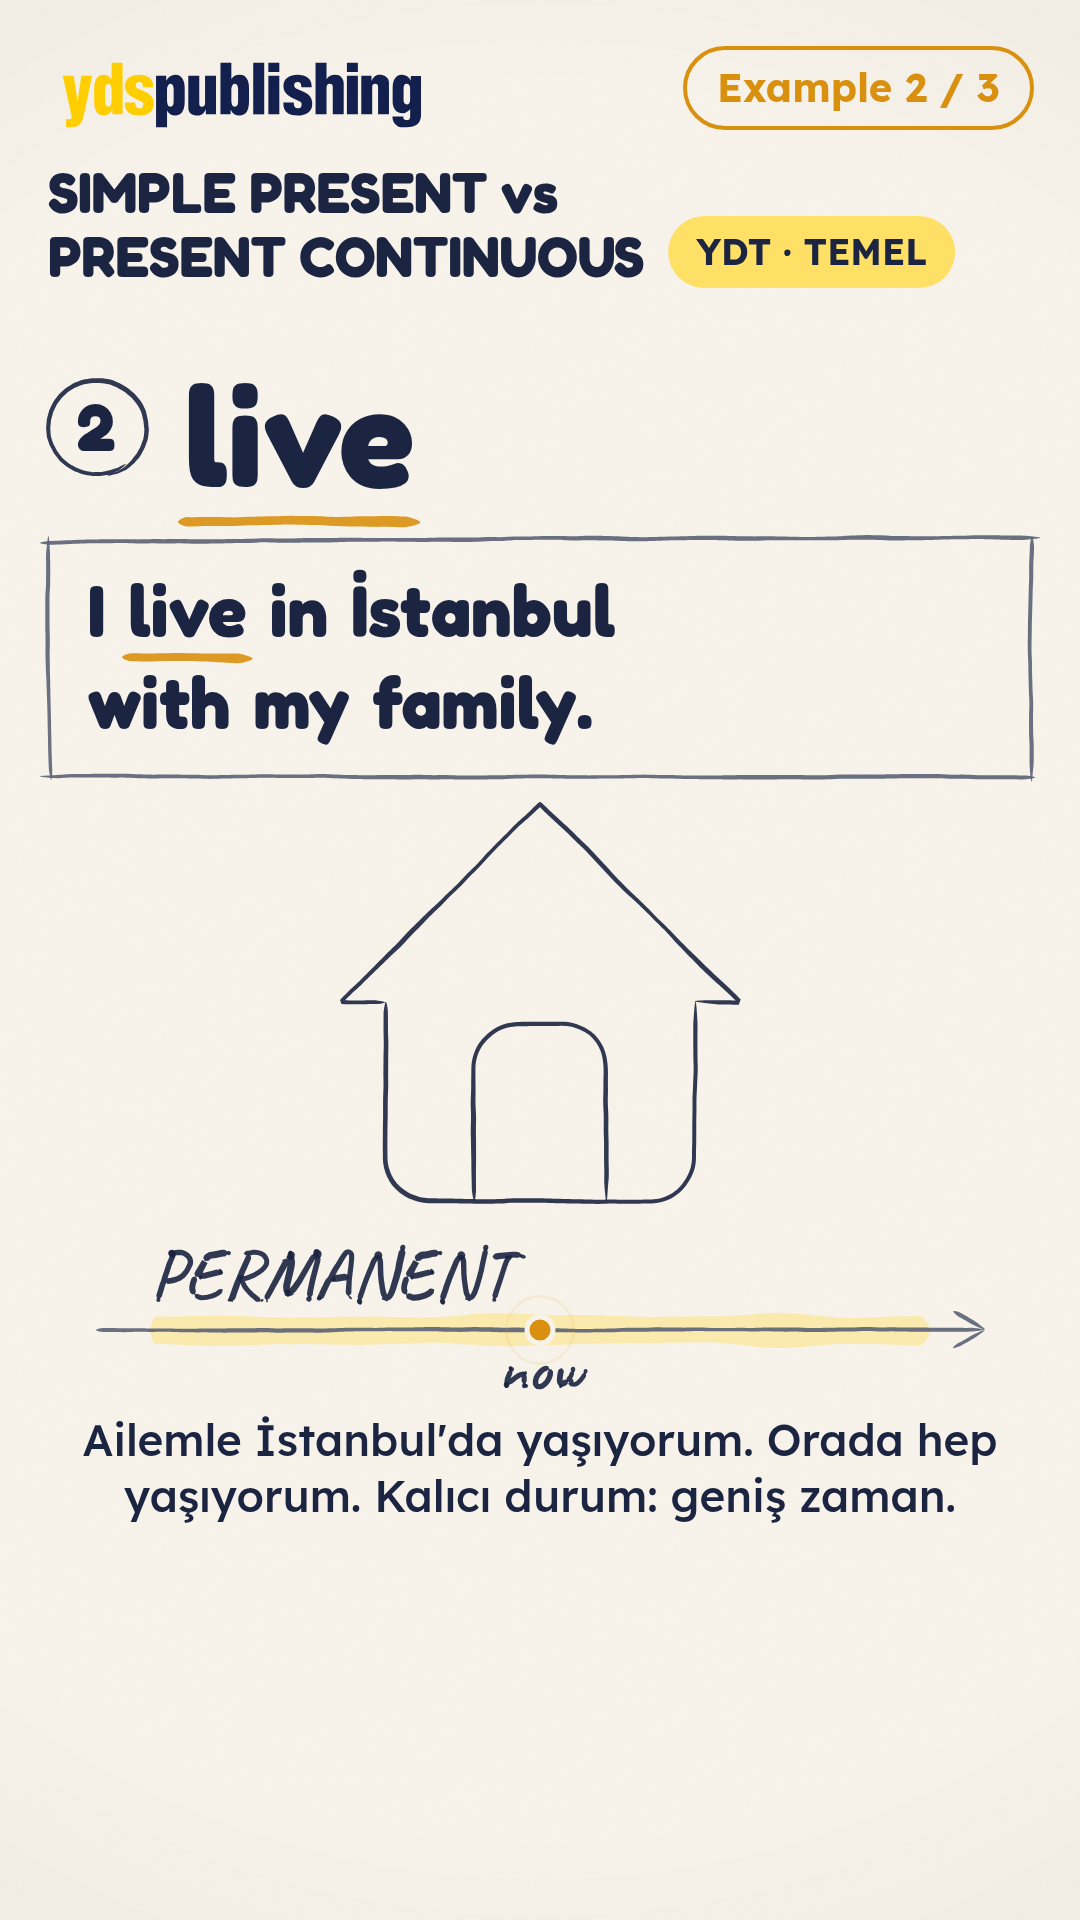 ydspublishing
Example 2 / 3
SIMPLE PRESENT vs
PRESENT CONTINUOUS
YDT · TEMEL
2
live
I live in İstanbul
with my family.
PERMANENT
now
Ailemle İstanbul'da yaşıyorum. Orada hep
yaşıyorum. Kalıcı durum: geniş zaman.